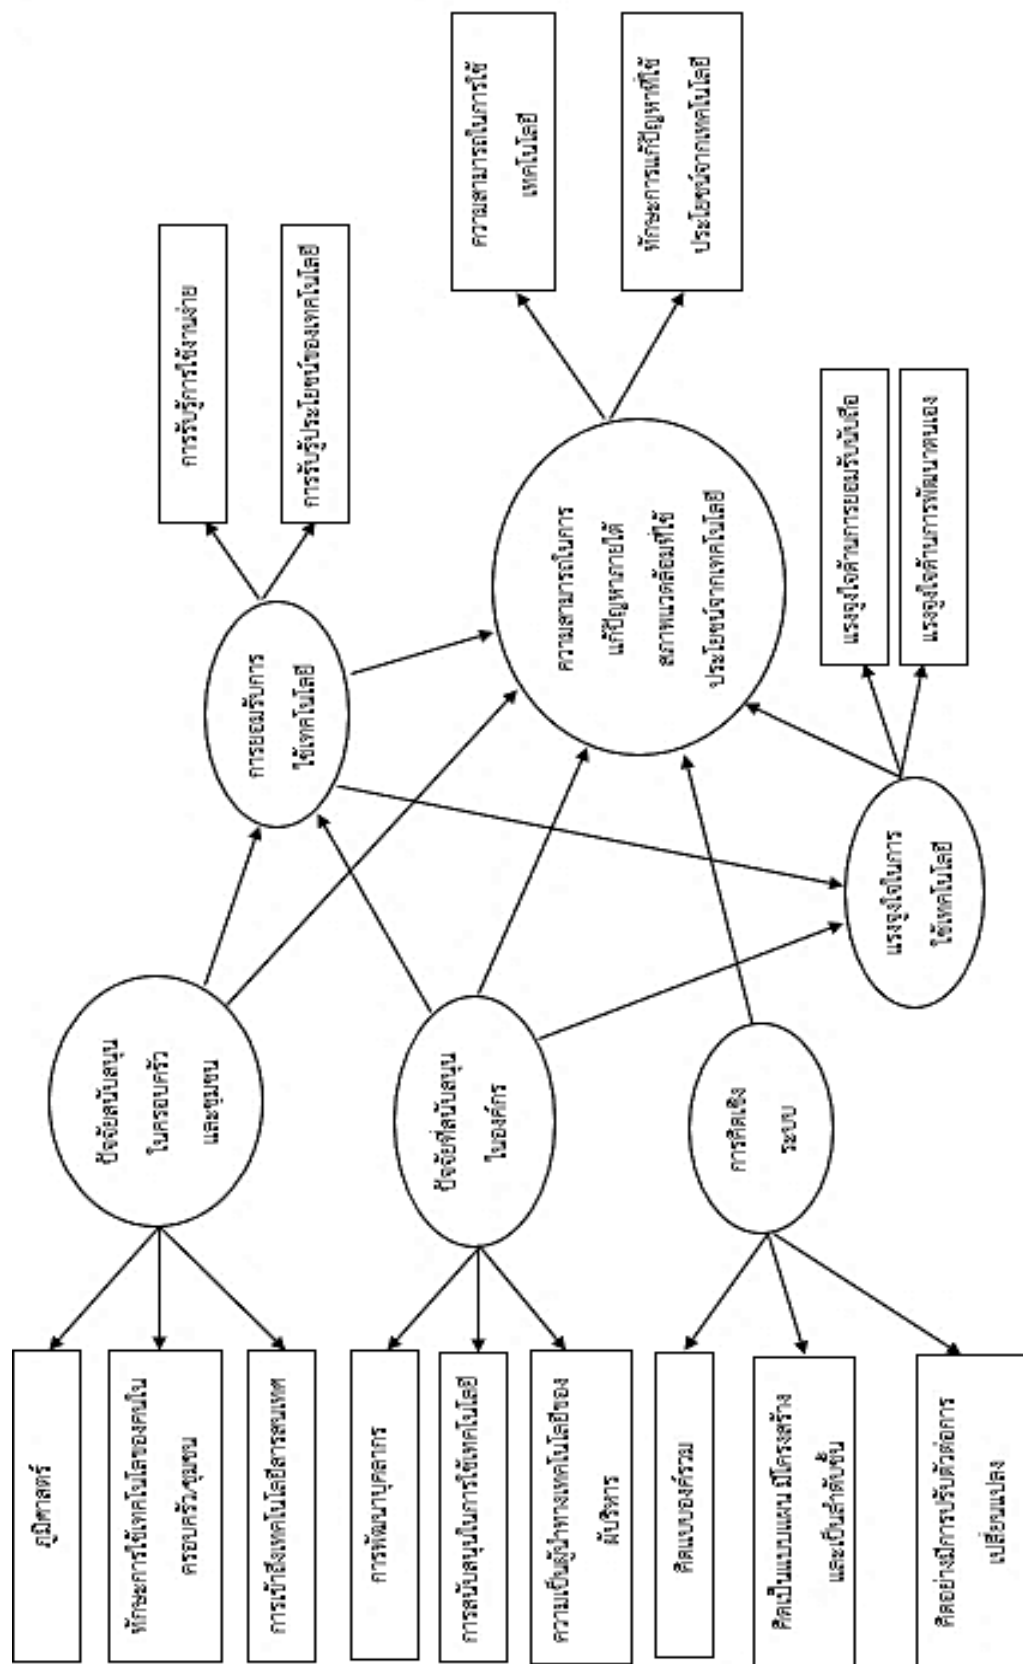 ภูมิศาสตร์
ทักษะการใช้เทคโนโลของคนใน
ครอบครัว/ชุมชน
การเข้าถึงเทคโนโลยีสารสนเทศ
การพัฒนาบุคลากร
การสนับสนุนในการใช้เทคโนโลยี
ความเป็นผู้นำทางเทคโนโลยีของ
ผู้บริหาร
คิดแบบองค์รวม
คิดเป็นแบบแผน มีโครงสร้าง
และเป็นลำดับชั้น
คิดอย่างมีการปรับตัวต่อการ
เปลี่ยนแปลง
ปัจจัยสนับสนุน
ในครอบครัว
และชุมชน
ปัจจัยที่สนับสนุน
ในองค์กร
การคิดเชิง
ระบบ
การยอมรับการ
ใช้เทคโนโลยี
แรงจูงใจในการ
ใช้เทคโนโลยี
ความสามารถในการ
แก้ปัญหาภายใต้
สภาพแวดล้อมที่ใช้
ประโยชน์จากเทคโนโลยี
การรับรู้การใช้งานง่าย
การรับรู้ประโยชน์ของเทคโนโลยี
ความสามารถในการใช้
เทคโนโลยี
ทักษะการแก้ปัญหาที่ใช้
ประโยชน์จากเทคโนโลยี
แรงจูงใจด้านการยอมรับนับถือ
แรงจูงใจด้านการพัฒนาตนเอง